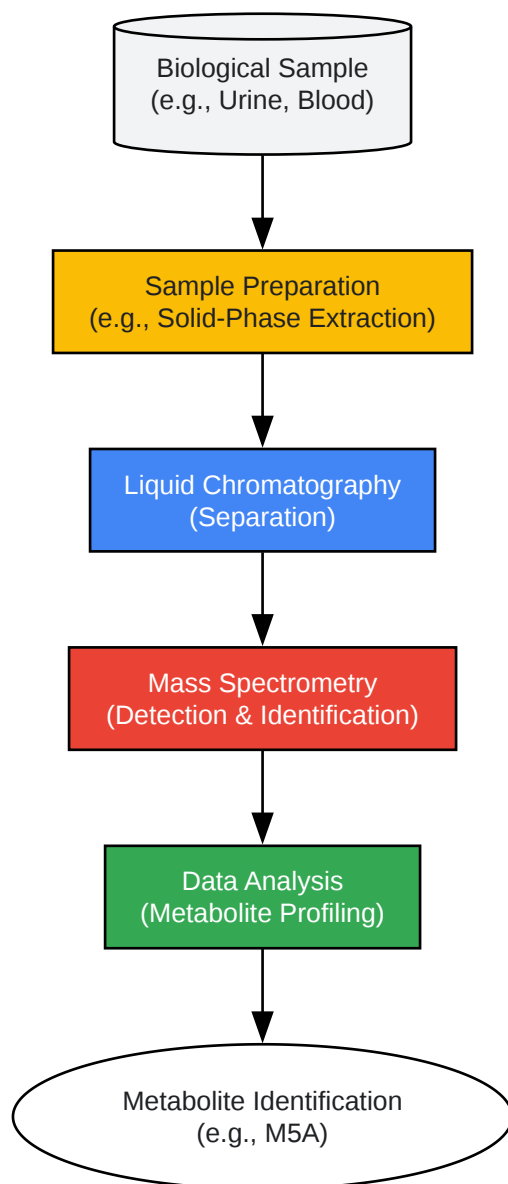 Biological Sample
(e.g., Urine, Blood)
Sample Preparation
(e.g., Solid-Phase Extraction)
Liquid Chromatography
(Separation)
Mass Spectrometry
(Detection & Identification)
Data Analysis
(Metabolite Profiling)
Metabolite Identification
(e.g., M5A)